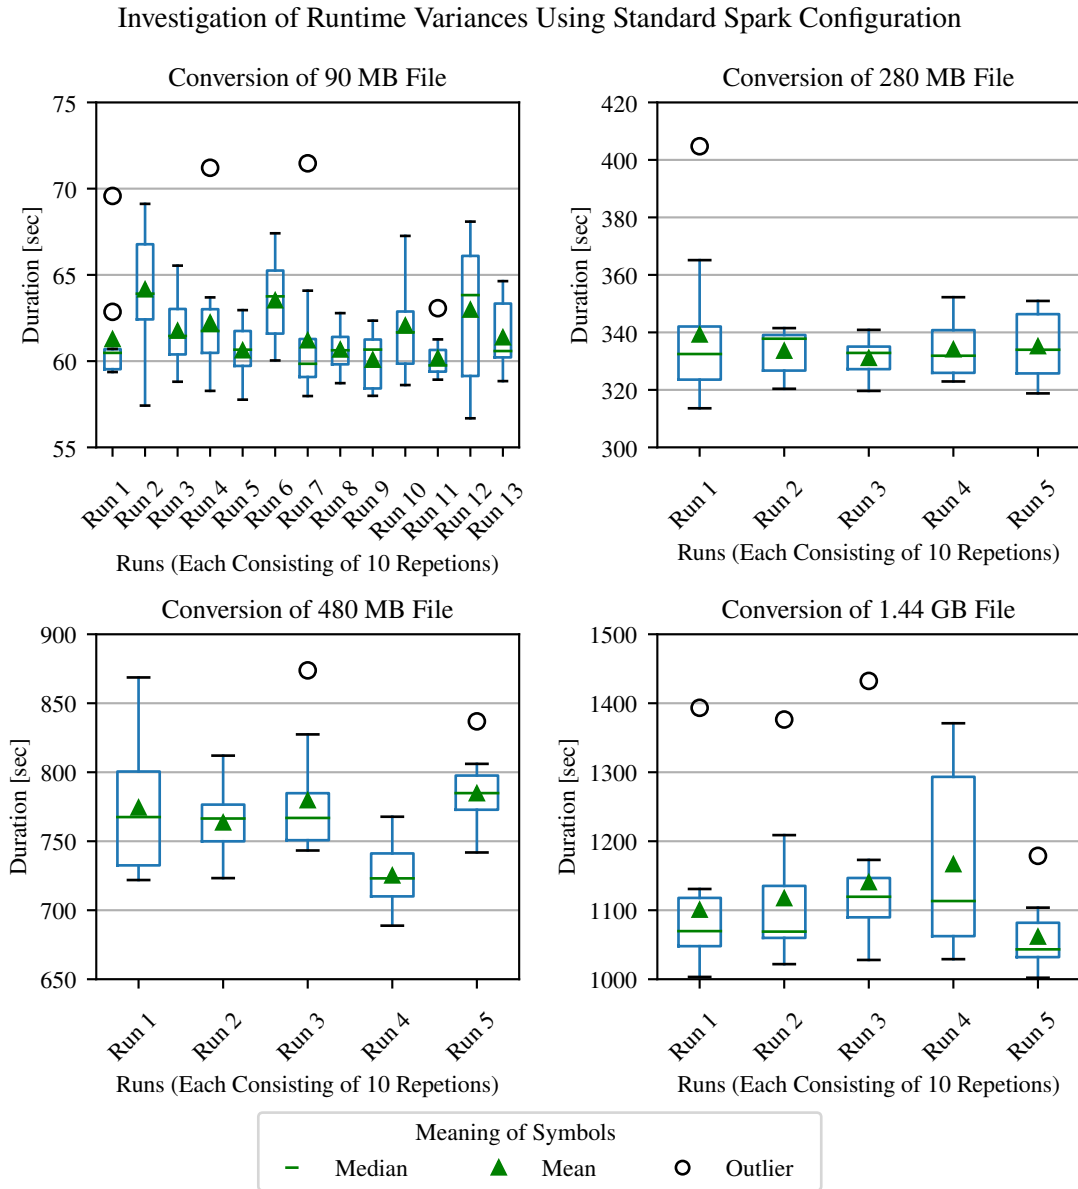 Investigation of Runtime Variances Using Standard Spark Configuration
Conversion of 90 MB File
75
70
65
60
55
Duration [sec]
Run 1
Run 2
Run 3
Run 4
Run 5
Run 6
Run 7
Run 8
Run 9
Run 10
Run 11
Run 12
Run 13
Runs (Each Consisting of 10 Repetions)
Conversion of 280 MB File
420
400
380
360
340
320
300
Duration [sec]
Run 1
Run 2
Run 3
Run 4
Run 5
Runs (Each Consisting of 10 Repetions)
Conversion of 480 MB File
900
850
800
750
700
650
Duration [sec]
Run 1
Run 2
Run 3
Run 4
Run 5
Runs (Each Consisting of 10 Repetions)
Conversion of 1.44 GB File
1500
1400
1300
1200
1100
1000
Duration [sec]
Run 1
Run 2
Run 3
Run 4
Run 5
Runs (Each Consisting of 10 Repetions)
Meaning of Symbols
Median Mean Outlier